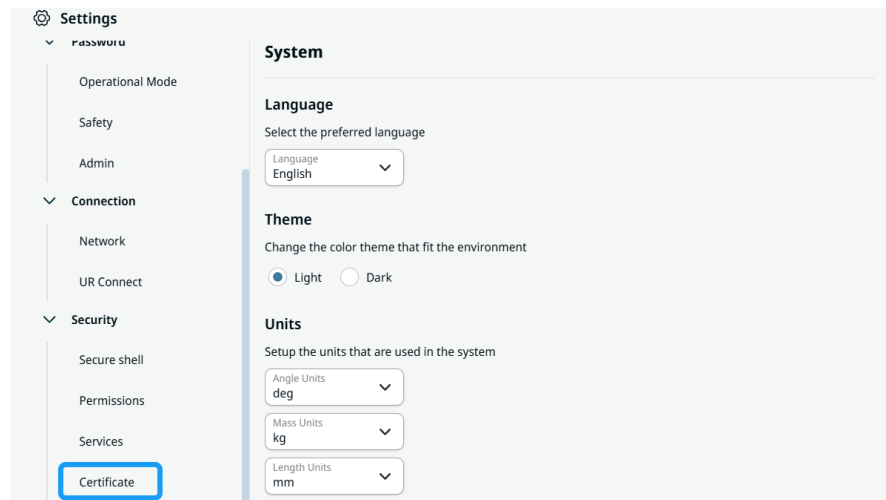 Settings
Password
Operational Mode
Safety
Admin
Connection
Network
UR Connect
Security
Secure shell
Permissions
Services
Certificate
System
Language
Select the preferred language
Language
English
Theme
Change the color theme that fit the environment
Light
Dark
Units
Setup the units that are used in the system
Angle Units
deg
Mass Units
kg
Length Units
mm